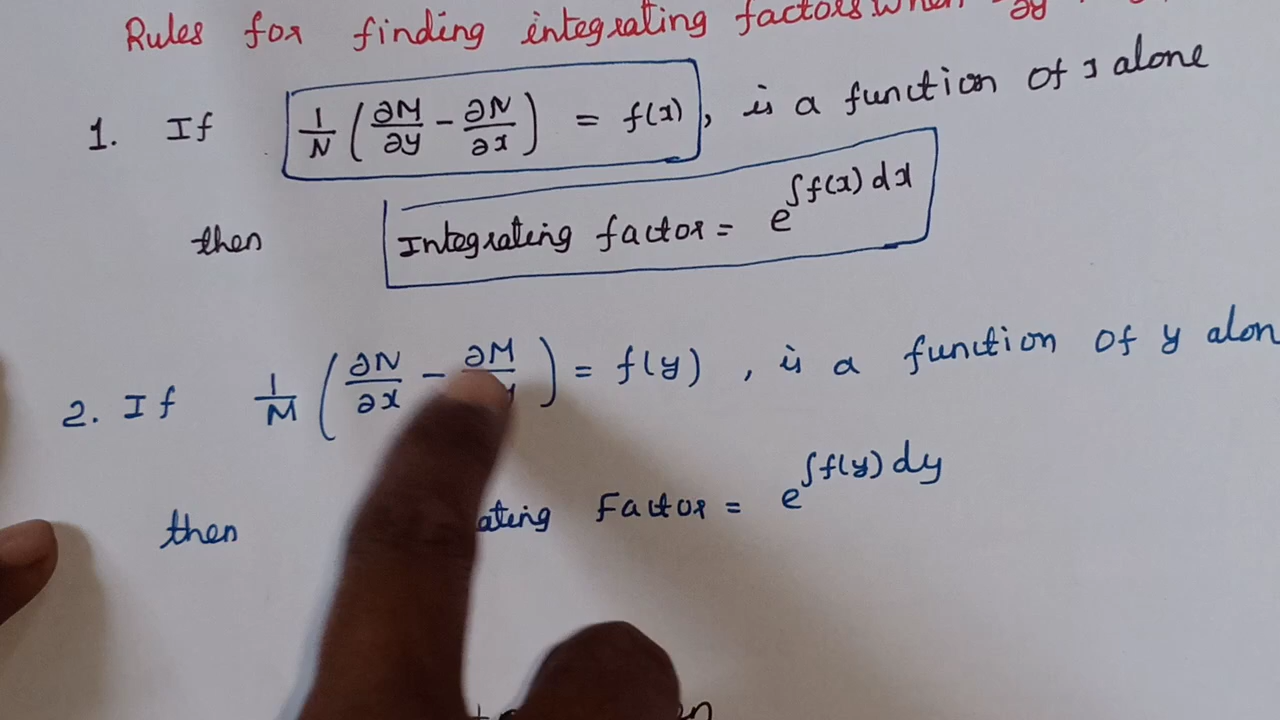 Rules for finding integrating factors when ∂y
1. If 1/N (∂M/∂y - ∂N/∂x) = f(x), is a function of x alone
then Integrating factor = e^∫f(x) dx
2. If 1/M (∂N/∂x - ∂M/ y) = f(y), is a function of y alon
then ating Factor = e^∫f(y) dy